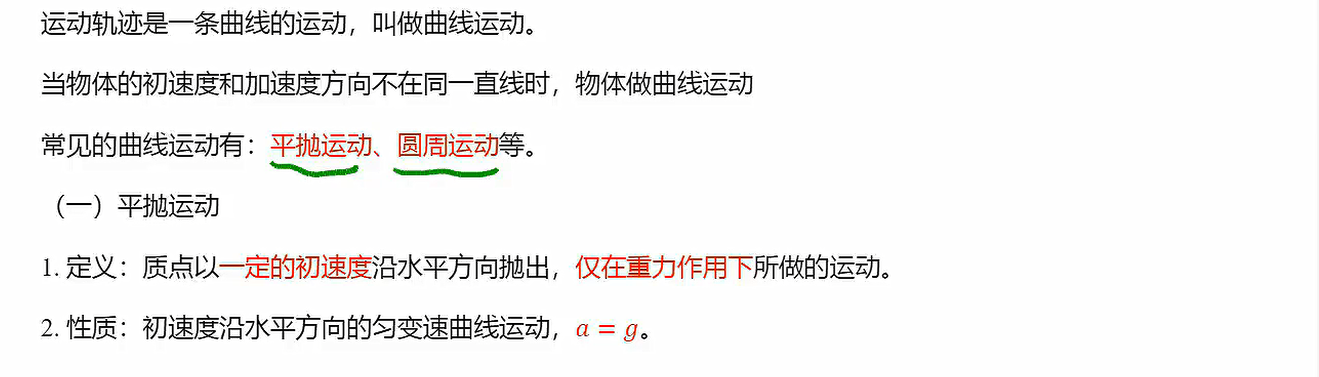 运动轨迹是一条曲线的运动，叫做曲线运动。
当物体的初速度和加速度方向不在同一直线时，物体做曲线运动
常见的曲线运动有：平抛运动、圆周运动等。
（一）平抛运动
1. 定义：质点以一定的初速度沿水平方向抛出，仅在重力作用下所做的运动。
2. 性质：初速度沿水平方向的匀变速曲线运动，a = g。